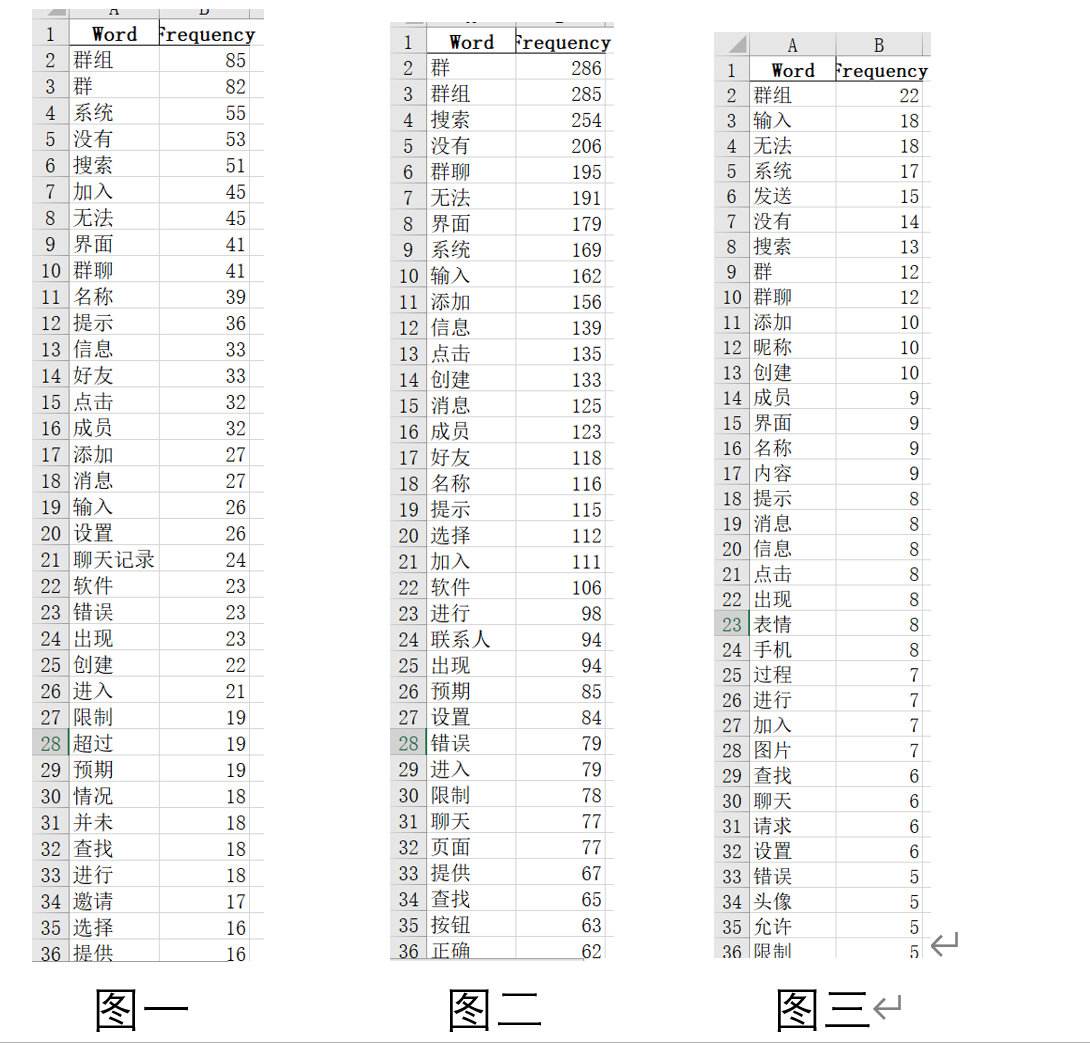 A B
1 Word Frequency
2 群组 85
3 群 82
4 系统 55
5 没有 53
6 搜索 51
7 加入 45
8 无法 45
9 界面 41
10 群聊 41
11 名称 39
12 提示 36
13 信息 33
14 好友 33
15 点击 32
16 成员 32
17 添加 27
18 消息 27
19 输入 26
20 设置 26
21 聊天记录 24
22 软件 23
23 错误 23
24 出现 23
25 创建 22
26 进入 21
27 限制 19
28 超过 19
29 预期 19
30 情况 18
31 并未 18
32 查找 18
33 进行 18
34 邀请 17
35 选择 16
36 提供 16
图一
1 Word Frequency
2 群 286
3 群组 285
4 搜索 254
5 没有 206
6 群聊 195
7 无法 191
8 界面 179
9 系统 169
10 输入 162
11 添加 156
12 信息 139
13 点击 135
14 创建 133
15 消息 125
16 成员 123
17 好友 118
18 名称 116
19 提示 115
20 选择 112
21 加入 111
22 软件 106
23 进行 98
24 联系人 94
25 出现 94
26 预期 85
27 设置 84
28 错误 79
29 进入 79
30 限制 78
31 聊天 77
32 页面 77
33 提供 67
34 查找 65
35 按钮 63
36 正确 62
图二
A B
1 Word Frequency
2 群组 22
3 输入 18
4 无法 18
5 系统 17
6 发送 15
7 没有 14
8 搜索 13
9 群 12
10 群聊 12
11 添加 10
12 昵称 10
13 创建 10
14 成员 9
15 界面 9
16 名称 9
17 内容 9
18 提示 8
19 消息 8
20 信息 8
21 点击 8
22 出现 8
23 表情 8
24 手机 8
25 过程 7
26 进行 7
27 加入 7
28 图片 7
29 查找 6
30 聊天 6
31 请求 6
32 设置 6
33 错误 5
34 头像 5
35 允许 5
36 限制 5
图三